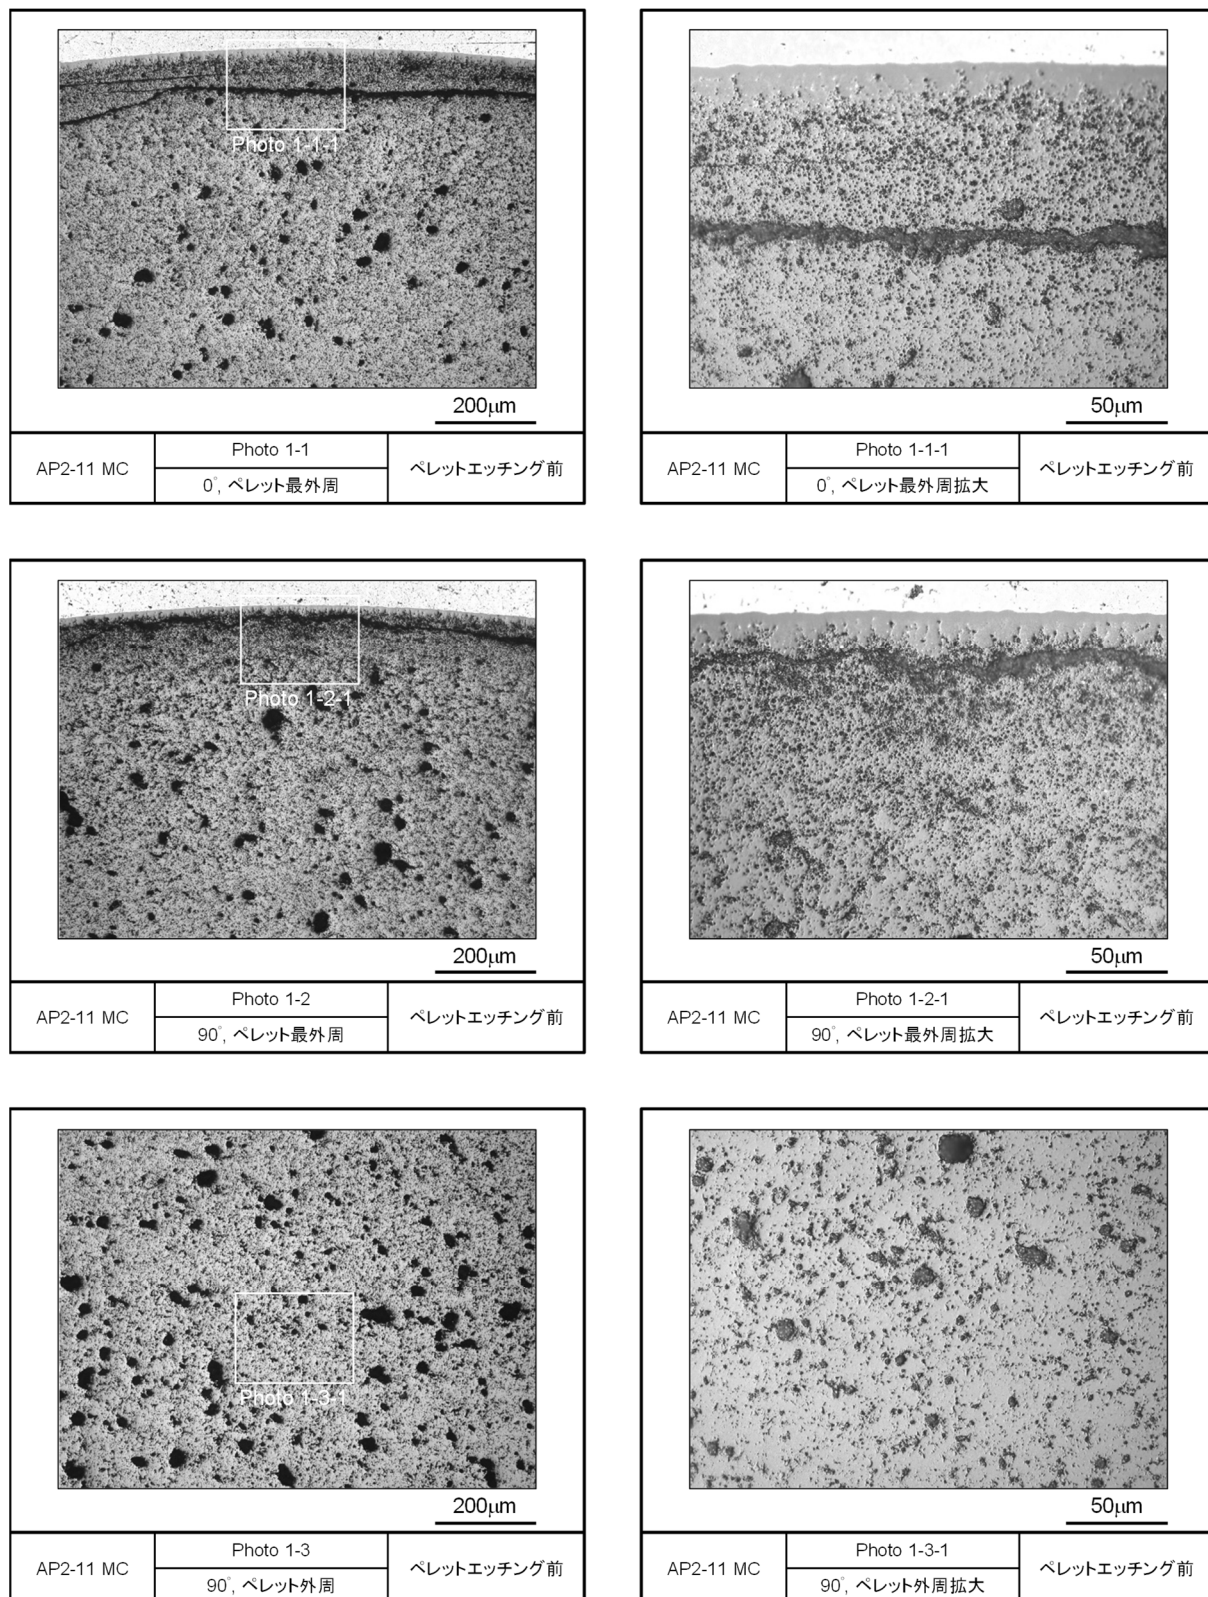 Photo 1-1-1
200μm
AP2-11 MC
Photo 1-1
0°, ペレット最外周
ペレットエッチング前
50μm
AP2-11 MC
Photo 1-1-1
0°, ペレット最外周拡大
ペレットエッチング前
Photo 1-2-1
200μm
AP2-11 MC
Photo 1-2
90°, ペレット最外周
ペレットエッチング前
50μm
AP2-11 MC
Photo 1-2-1
90°, ペレット最外周拡大
ペレットエッチング前
Photo 1-3-1
200μm
AP2-11 MC
Photo 1-3
90°, ペレット外周
ペレットエッチング前
50μm
AP2-11 MC
Photo 1-3-1
90°, ペレット外周拡大
ペレットエッチング前